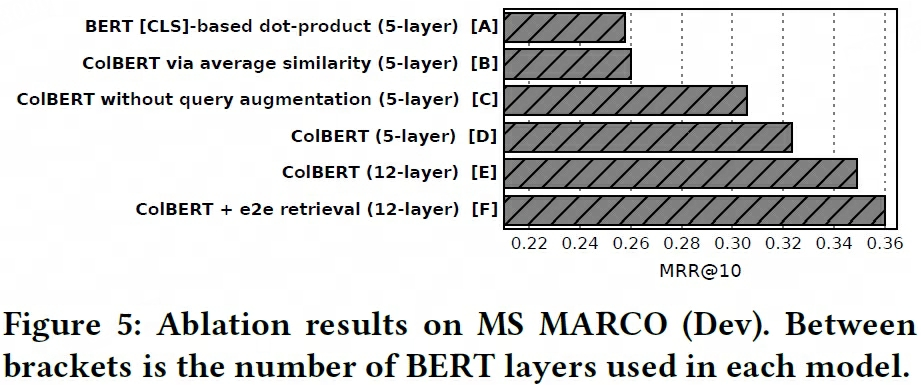 BERT [CLS]-based dot-product (5-layer) [A]
ColBERT via average similarity (5-layer) [B]
ColBERT without query augmentation (5-layer) [C]
ColBERT (5-layer) [D]
ColBERT (12-layer) [E]
ColBERT + e2e retrieval (12-layer) [F]
0.22 0.24 0.26 0.28 0.30 0.32 0.34 0.36
MRR@10
Figure 5: Ablation results on MS MARCO (Dev). Between
brackets is the number of BERT layers used in each model.